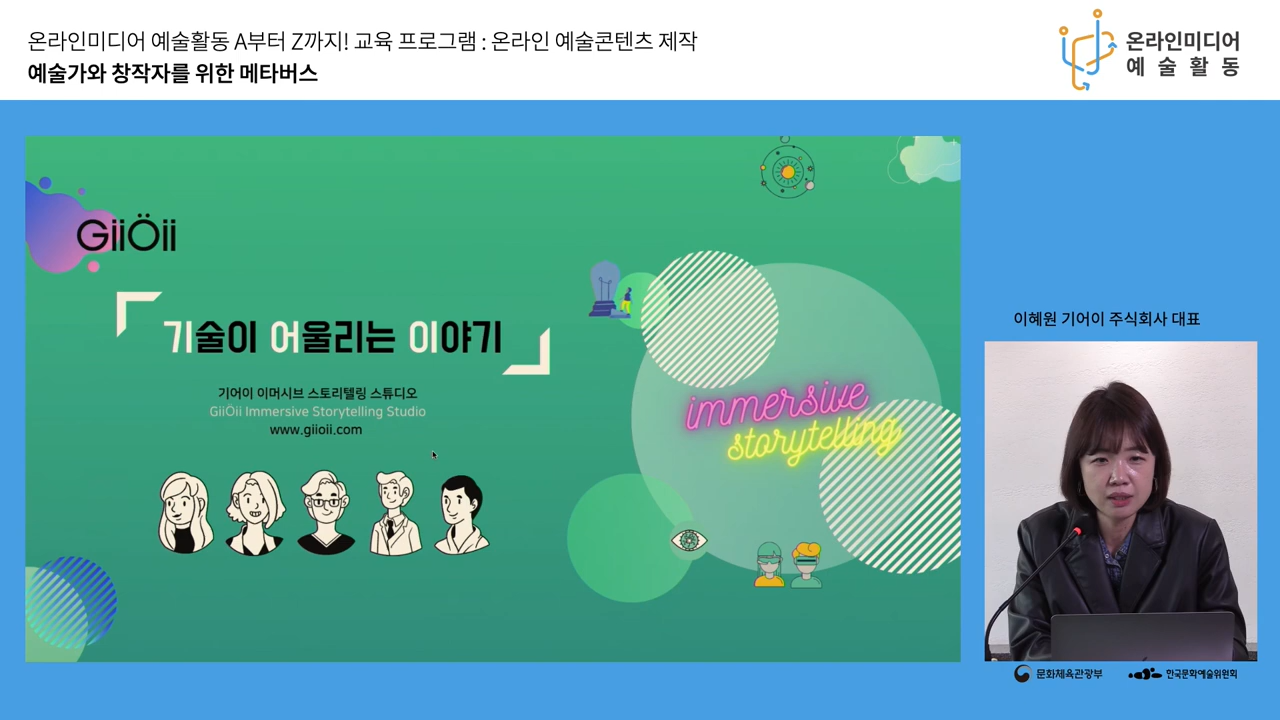 온라인미디어 예술활동 A부터 Z까지! 교육 프로그램 : 온라인 예술콘텐츠 제작
예술가와 창작자를 위한 메타버스
온라인미디어
예술활동
GiiÖii
기술이 어울리는 이야기
기어이 이머시브 스토리텔링 스튜디오
GiiÖii Immersive Storytelling Studio
www.giioii.com
immersive
storytelling
이혜원 기어이 주식회사 대표
문화체육관광부
한국문화예술위원회